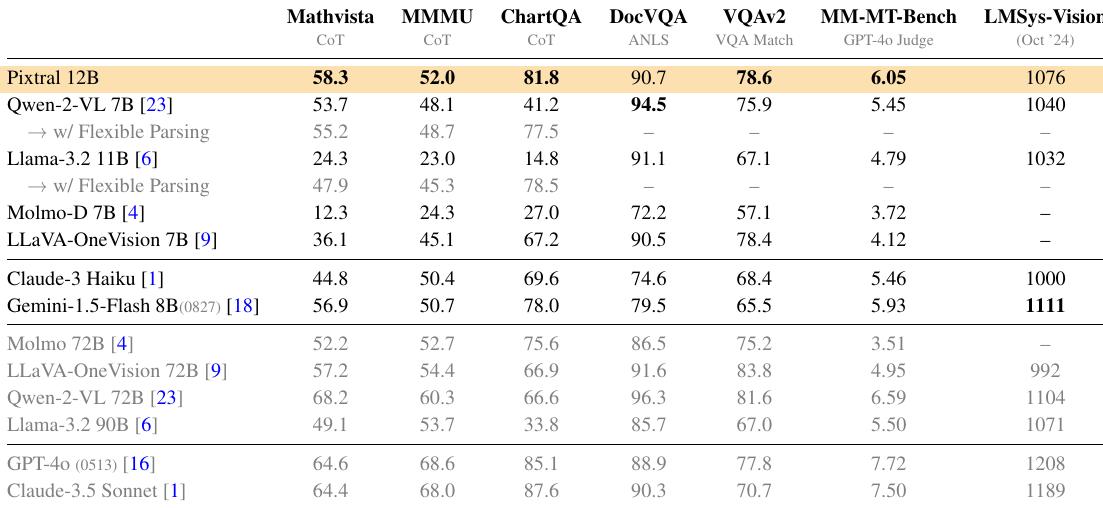 Mathvista MMMU ChartQA DocVQA VQAv2 MM-MT-Bench LMSys-Vision
CoT CoT CoT ANLS VQA Match GPT-4o Judge (Oct '24)
Pixtral 12B 58.3 52.0 81.8 90.7 78.6 6.05 1076
Qwen-2-VL 7B [23] 53.7 48.1 41.2 94.5 75.9 5.45 1040
→ w/ Flexible Parsing 55.2 48.7 77.5 – – – –
Llama-3.2 11B [6] 24.3 23.0 14.8 91.1 67.1 4.79 1032
→ w/ Flexible Parsing 47.9 45.3 78.5 – – – –
Molmo-D 7B [4] 12.3 24.3 27.0 72.2 57.1 3.72 –
LLaVA-OneVision 7B [9] 36.1 45.1 67.2 90.5 78.4 4.12 –
Claude-3 Haiku [1] 44.8 50.4 69.6 74.6 68.4 5.46 1000
Gemini-1.5-Flash 8B(0827) [18] 56.9 50.7 78.0 79.5 65.5 5.93 1111
Molmo 72B [4] 52.2 52.7 75.6 86.5 75.2 3.51 –
LLaVA-OneVision 72B [9] 57.2 54.4 66.9 91.6 83.8 4.95 992
Qwen-2-VL 72B [23] 68.2 60.3 66.6 96.3 81.6 6.59 1104
Llama-3.2 90B [6] 49.1 53.7 33.8 85.7 67.0 5.50 1071
GPT-4o (0513) [16] 64.6 68.6 85.1 88.9 77.8 7.72 1208
Claude-3.5 Sonnet [1] 64.4 68.0 87.6 90.3 70.7 7.50 1189